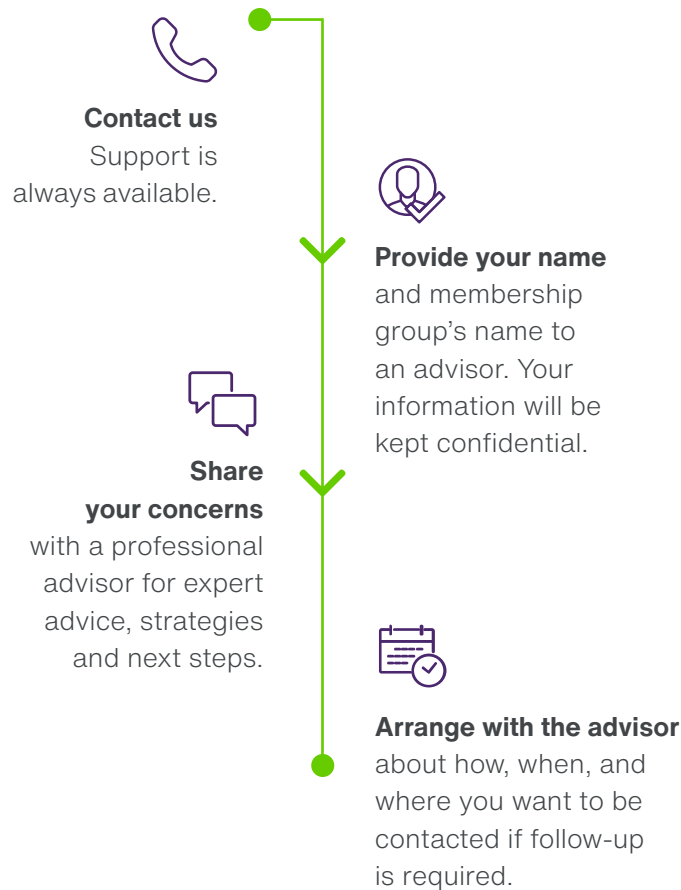 Contact us
Support is
always available.
Provide your name
and membership
group’s name to
an advisor. Your
information will be
kept confidential.
Share
your concerns
with a professional
advisor for expert
advice, strategies
and next steps.
Arrange with the advisor
about how, when, and
where you want to be
contacted if follow-up
is required.